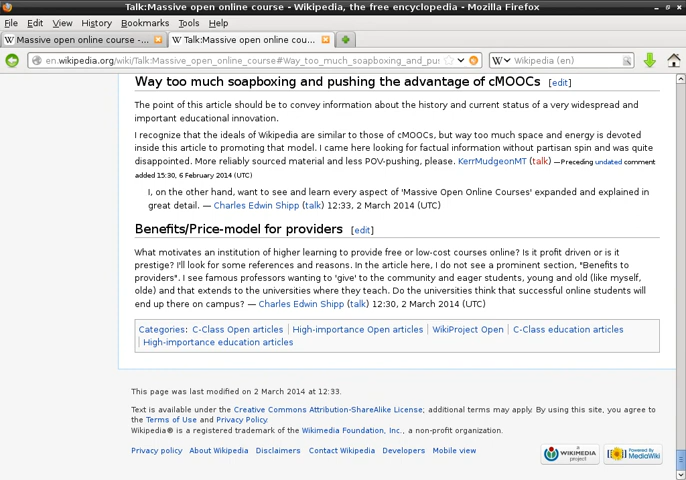 Talk:Massive open online course - Wikipedia, the free encyclopedia - Mozilla Firefox
File Edit View History Bookmarks Tools Help
W Massive open online course -... W Talk:Massive open online course - Wikip...
en.wikipedia.org/wiki/Talk:Massive_open_online_course#Way_too_much_soapboxing_and_pus W Wikipedia (en)
Way too much soapboxing and pushing the advantage of cMOOCs [edit]
The point of this article should be to convey information about the history and current status of a very widespread and
important educational innovation.
I recognize that the ideals of Wikipedia are similar to those of cMOOCs, but way too much space and energy is devoted
inside this article to promoting that model. I came here looking for factual information without partisan spin and was quite
disappointed. More reliably sourced material and less POV-pushing, please. KerrMudgeonMT (talk) —Preceding undated comment
added 15:30, 6 February 2014 (UTC)
I, on the other hand, want to see and learn every aspect of 'Massive Open Online Courses' expanded and explained in
great detail. — Charles Edwin Shipp (talk) 12:33, 2 March 2014 (UTC)
Benefits/Price-model for providers [edit]
What motivates an institution of higher learning to provide free or low-cost courses online? Is it profit driven or is it
prestige? I'll look for some references and reasons. In the article here, I do not see a prominent section, "Benefits to
providers". I see famous professors wanting to 'give' to the community and eager students, young and old (like myself,
olde) and that extends to the universities where they teach. Do the universities think that successful online students will
end up there on campus? — Charles Edwin Shipp (talk) 12:30, 2 March 2014 (UTC)
Categories: C-Class Open articles | High-importance Open articles | WikiProject Open | C-Class education articles
| High-importance education articles
This page was last modified on 2 March 2014 at 12:33.
Text is available under the Creative Commons Attribution-ShareAlike License; additional terms may apply. By using this site, you agree to
the Terms of Use and Privacy Policy.
Wikipedia® is a registered trademark of the Wikimedia Foundation, Inc., a non-profit organization.
Privacy policy About Wikipedia Disclaimers Contact Wikipedia Developers Mobile view
A WIKIMEDIA project
Powered By MediaWiki